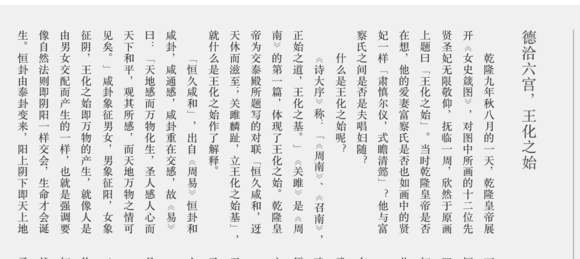 德洽六宫，王化之始
乾隆九年秋八月的一天，乾隆皇帝展
开《女史箴图》，对图中所画的十二位先
贤圣妃无限敬仰，抚临一周，欣然于原画
上题曰「王化之始」。当时乾隆皇帝是否
在想，他的爱妻富察氏是否也如画中的贤
妃一样「肃慎尔仪，式瞻清懿」？他与富
察氏之间是否是夫唱妇随？
什么是王化之始呢？
《诗大序》称：「《周南》、《召南》，
正始之道，王化之基。」《关雎》是《周
南》的第一篇，体现了王化之始。乾隆皇
帝为交泰殿所题写的对联「恒久咸和，迓
天休而滋至，关雎麟趾，立王化之始基」，
就什么是王化之始作了解释。
「恒久咸和」，出自《周易》恒卦和
咸卦，咸通感，咸卦重在交感，故《易》
曰：「天地感而万物化生，圣人感人心而
天下和平，观其所感，而天地万物之情可
见矣。」咸卦象征男女，男象征阳，女象
征阴，王化之始即万物的产生，就像人是
由男女交配而产生的一样，也就是强调要
像自然法则即阴阳一样交会，生命才会诞
生。恒卦由泰卦变来，阳上阴下即天上地